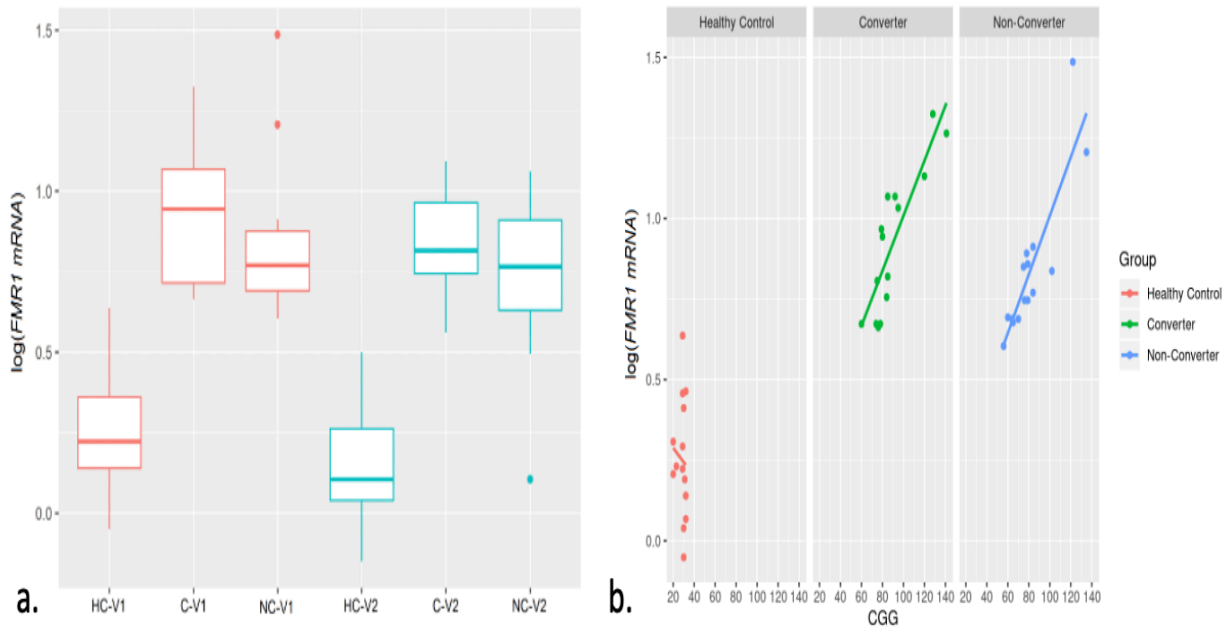 1.5
1.0
0.5
0.0
log(FMR1 mRNA)
HC-V1 C-V1 NC-V1 HC-V2 C-V2 NC-V2
a.
Healthy Control Converter Non-Converter
1.5
1.0
0.5
0.0
log(FMR1 mRNA)
20 40 60 80 100 120 140 20 40 60 80 100 120 140 20 40 60 80 100 120 140
CGG
b.
Group
Healthy Control
Converter
Non-Converter